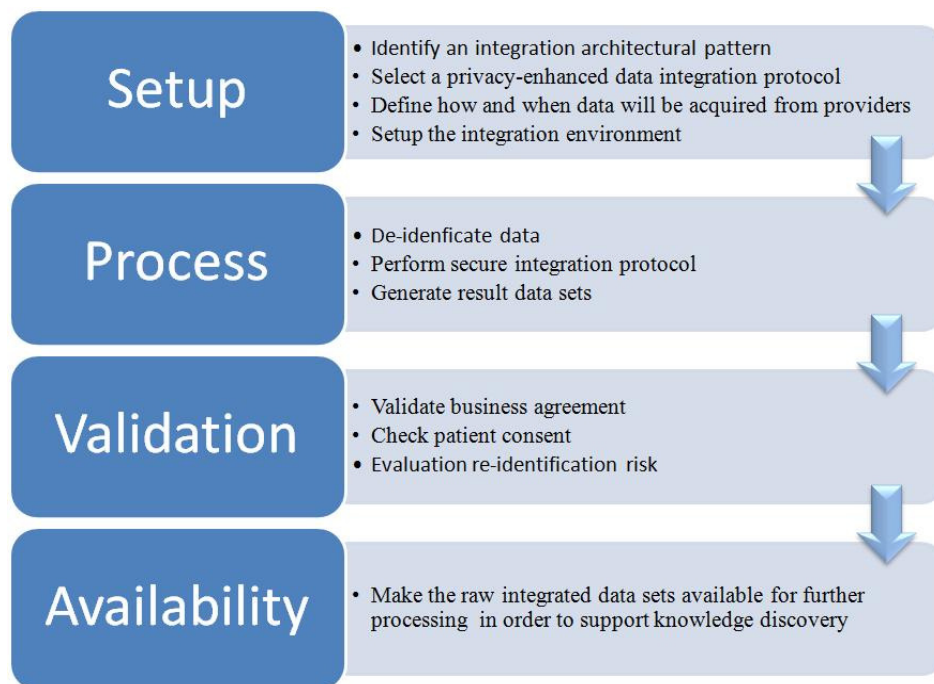 Setup
• Identify an integration architectural pattern
• Select a privacy-enhanced data integration protocol
• Define how and when data will be acquired from providers
• Setup the integration environment
Process
• De-idenficate data
• Perform secure integration protocol
• Generate result data sets
Validation
• Validate business agreement
• Check patient consent
• Evaluation re-identification risk
Availability
• Make the raw integrated data sets available for further
processing in order to support knowledge discovery